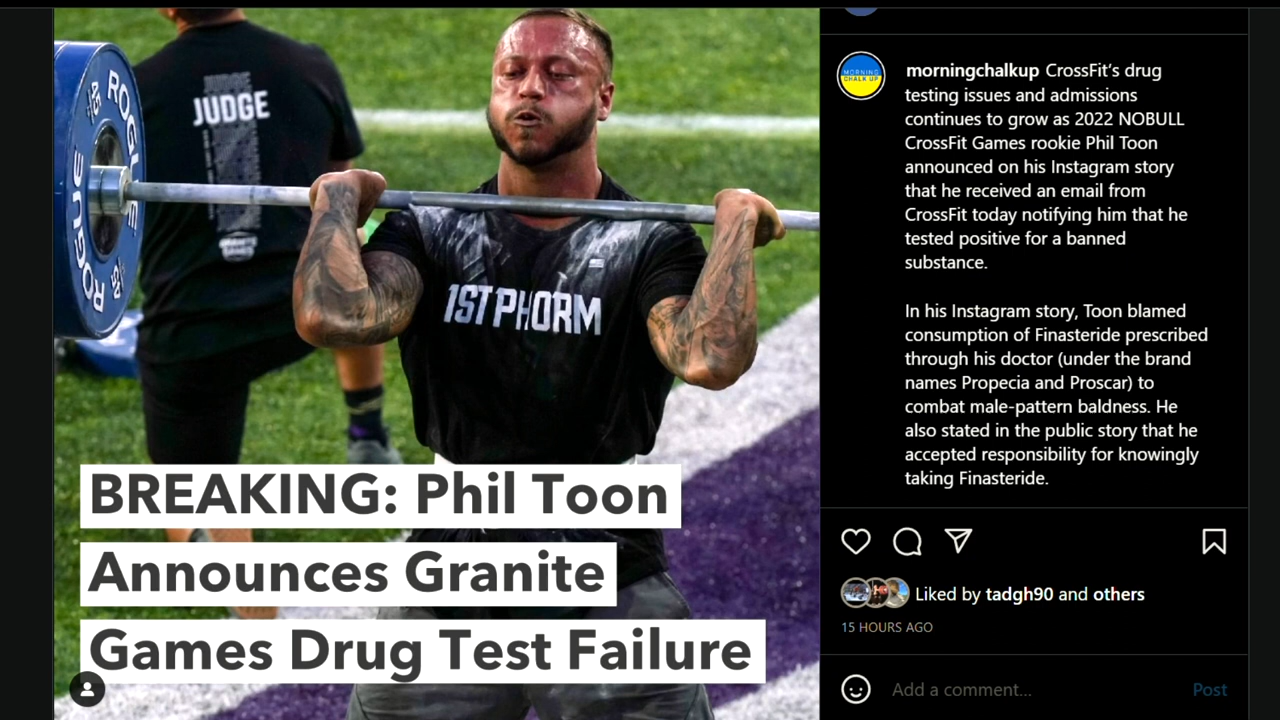 JUDGE
ROGUE
ROGUE
1STPHORM
BREAKING: Phil Toon
Announces Granite
Games Drug Test Failure
MORNING
CHALK UP
morningchalkup CrossFit's drug
testing issues and admissions
continues to grow as 2022 NOBULL
CrossFit Games rookie Phil Toon
announced on his Instagram story
that he received an email from
CrossFit today notifying him that he
tested positive for a banned
substance.
In his Instagram story, Toon blamed
consumption of Finasteride prescribed
through his doctor (under the brand
names Propecia and Proscar) to
combat male-pattern baldness. He
also stated in the public story that he
accepted responsibility for knowingly
taking Finasteride.
Liked by tadgh90 and others
15 HOURS AGO
Add a comment...
Post